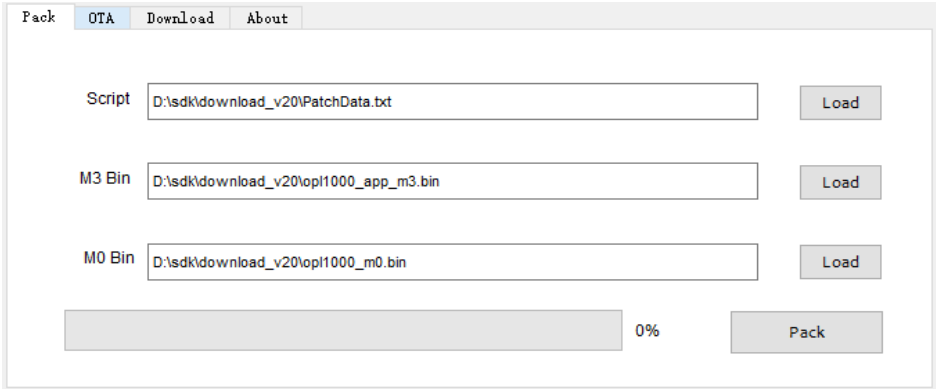 Pack OTA Download About
Script D:\sdk\download_v20\PatchData.txt Load
M3 Bin D:\sdk\download_v20\opl1000_app_m3.bin Load
M0 Bin D:\sdk\download_v20\opl1000_m0.bin Load
0% Pack